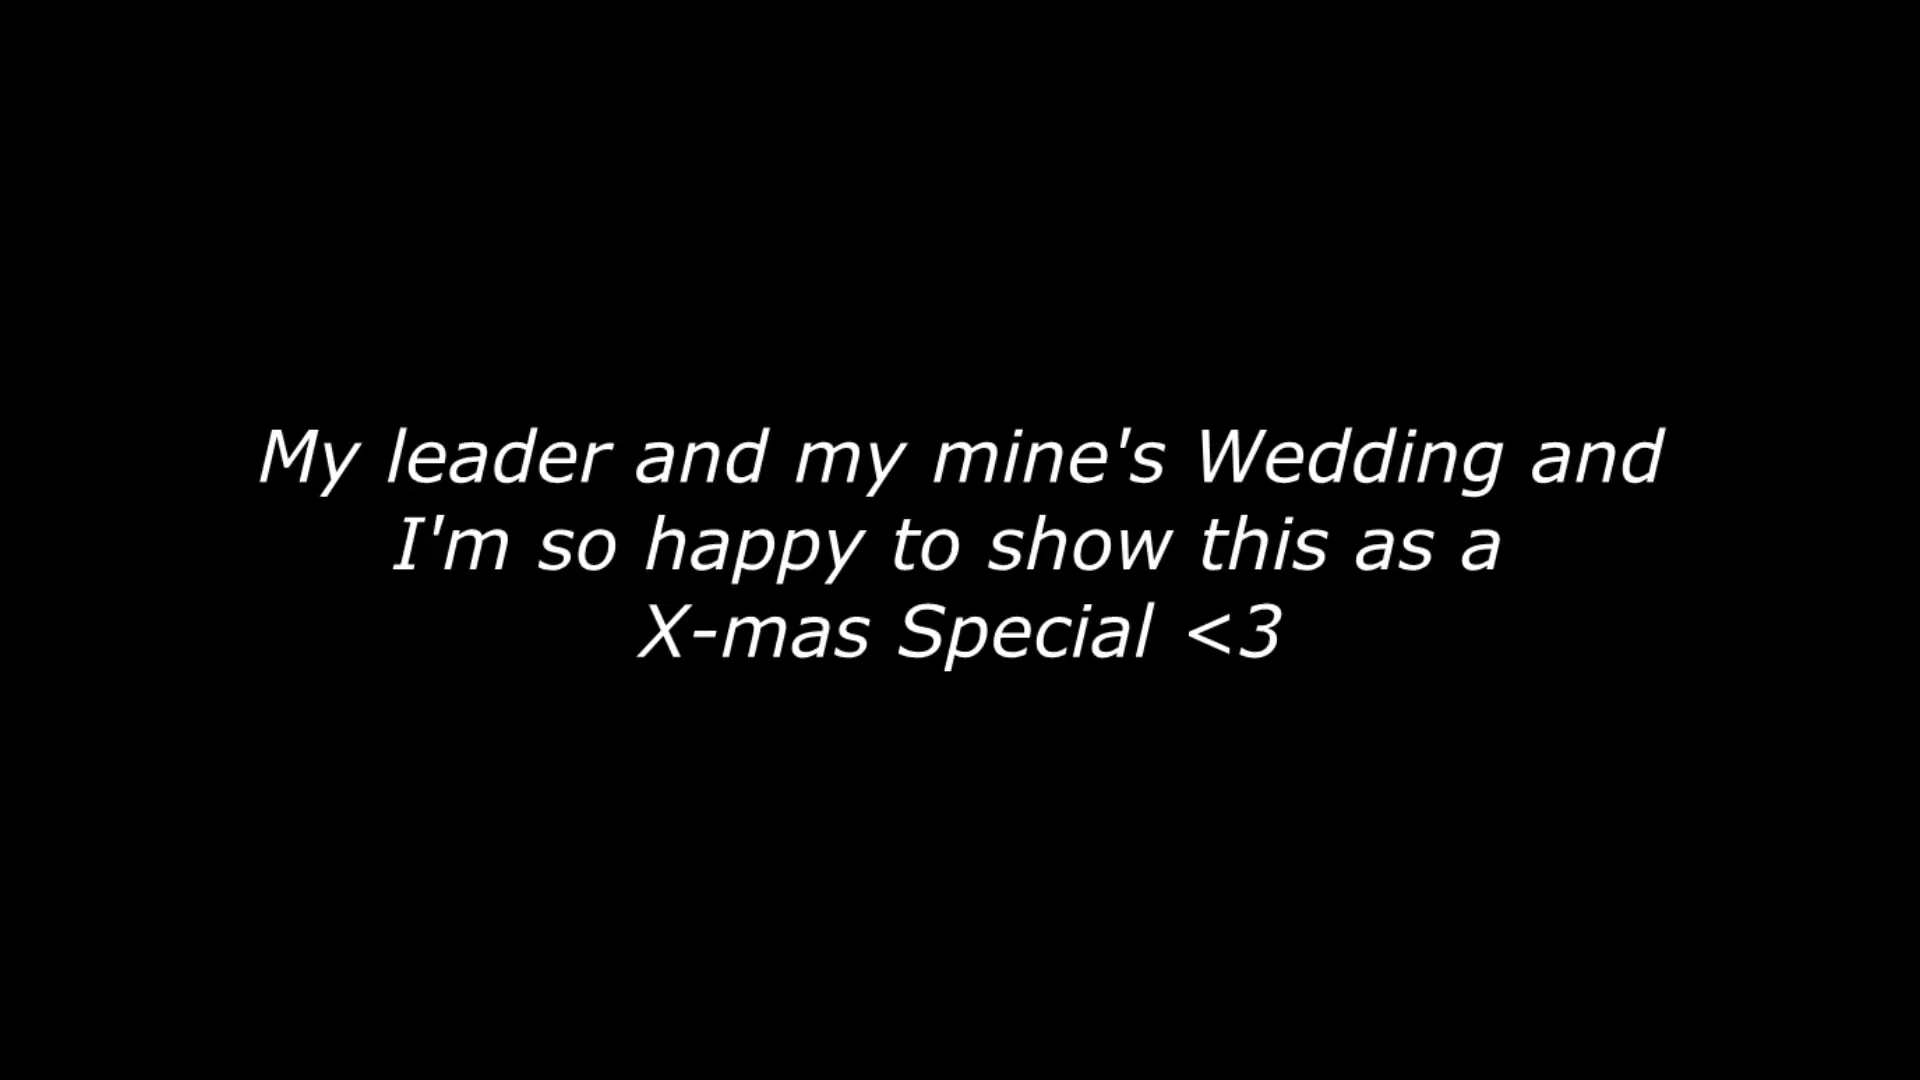 My leader and my mine's Wedding and
I'm so happy to show this as a
X-mas Special <3